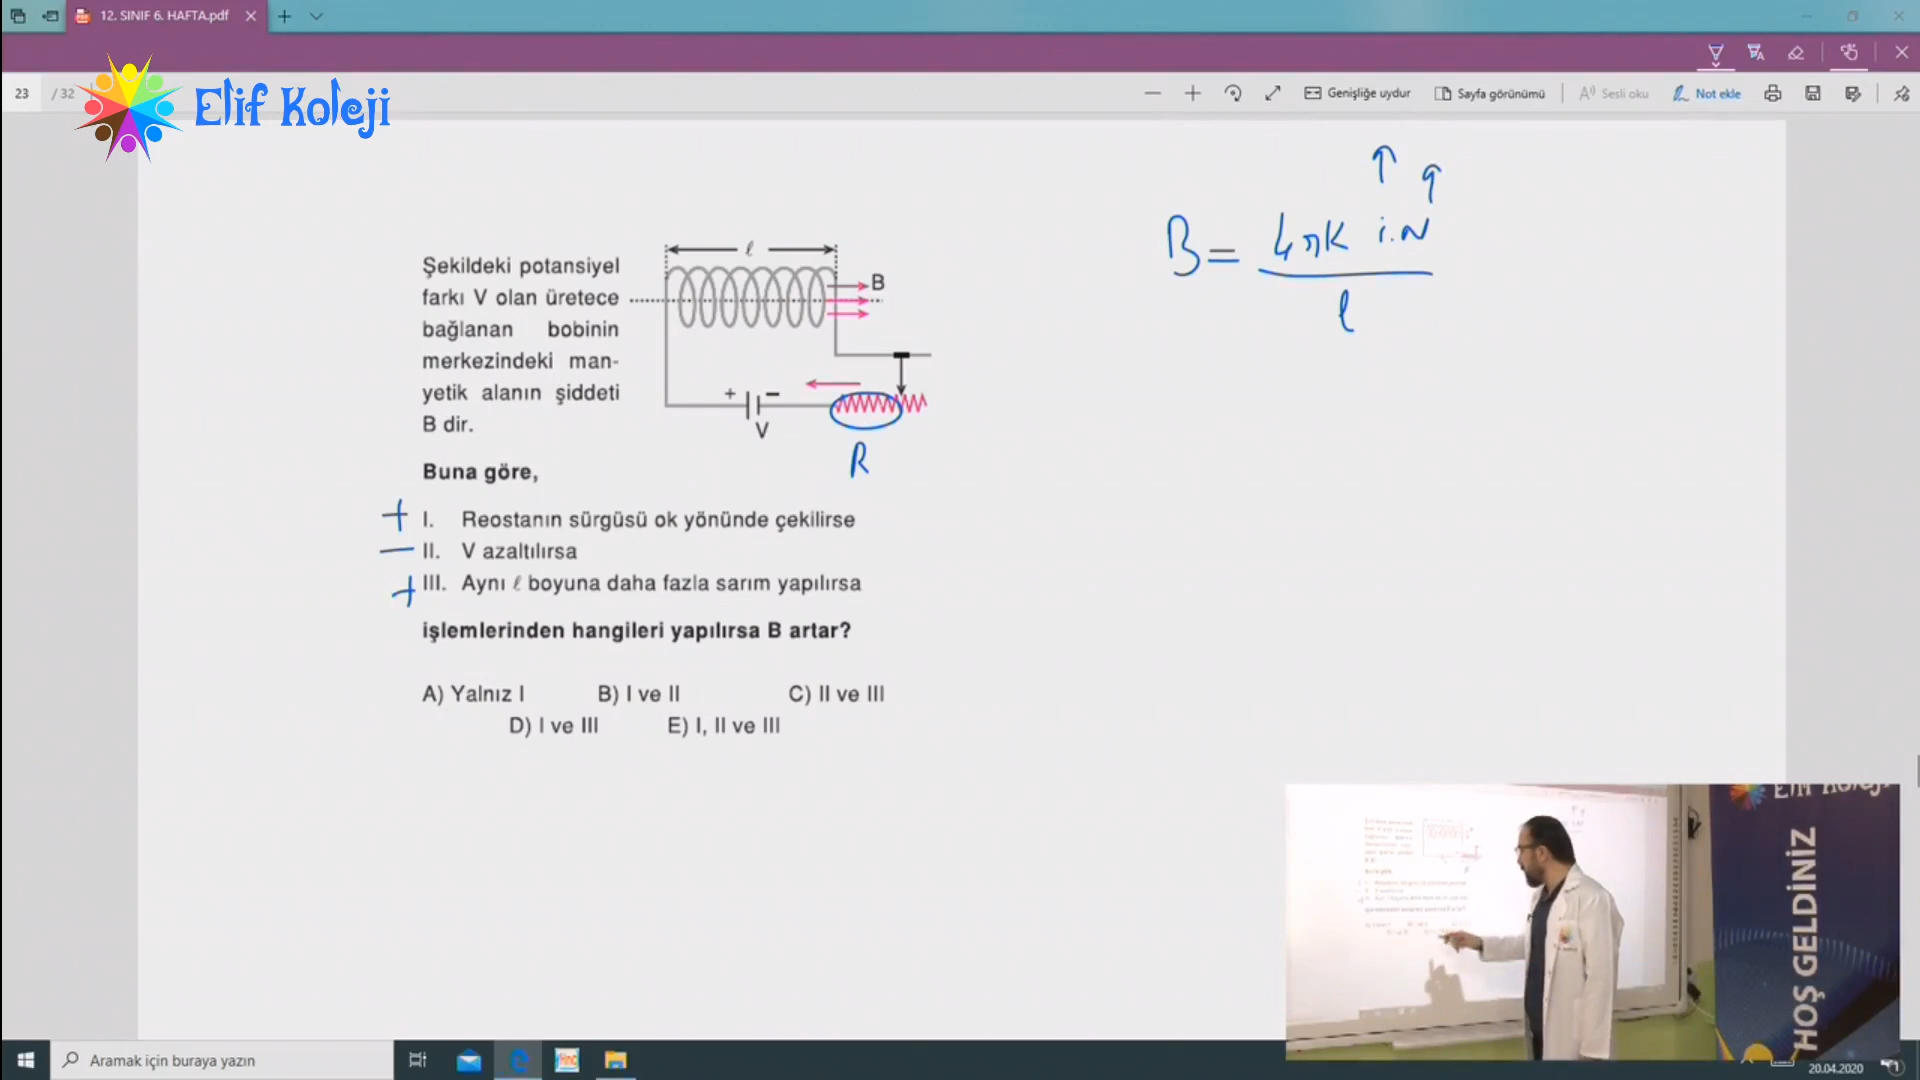 12. SINIF 6. HAFTA.pdf
23 / 32
Genişliğe uydur
Sayfa görünümü
Sesli oku
Not ekle
Elif Koleji
Şekildeki potansiyel
farkı V olan üretece
bağlanan bobinin
merkezindeki man-
yetik alanın şiddeti
B dir.
ℓ
B
+ −
V
R
B = 4πK i.N
ℓ
Buna göre,
+ I. Reostanın sürgüsü ok yönünde çekilirse
− II. V azaltılırsa
+ III. Aynı ℓ boyuna daha fazla sarım yapılırsa
işlemlerinden hangileri yapılırsa B artar?
A) Yalnız I B) I ve II C) II ve III
D) I ve III E) I, II ve III
Elif Koleji
HOŞ GELDİNİZ
Aramak için buraya yazın
20.04.2020
1